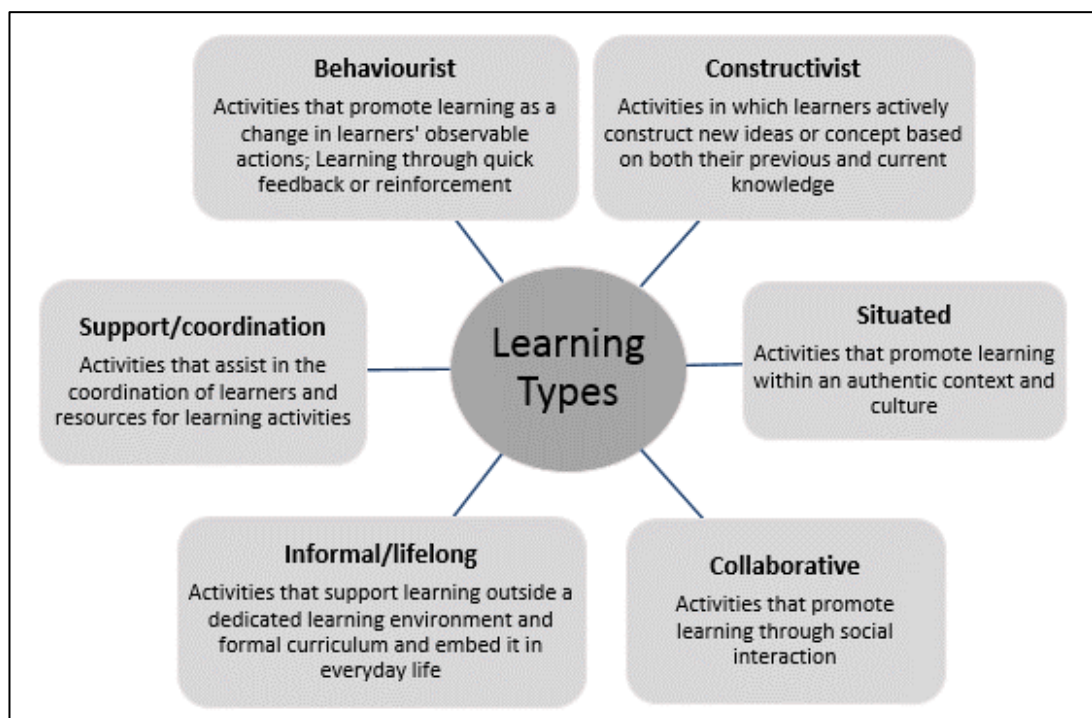 Behaviourist
Activities that promote learning as a
change in learners' observable
actions; Learning through quick
feedback or reinforcement
Constructivist
Activities in which learners actively
construct new ideas or concept based
on both their previous and current
knowledge
Support/coordination
Activities that assist in the
coordination of learners and
resources for learning activities
Learning
Types
Situated
Activities that promote learning
within an authentic context and
culture
Informal/lifelong
Activities that support learning outside a
dedicated learning environment and
formal curriculum and embed it in
everyday life
Collaborative
Activities that promote
learning through social
interaction